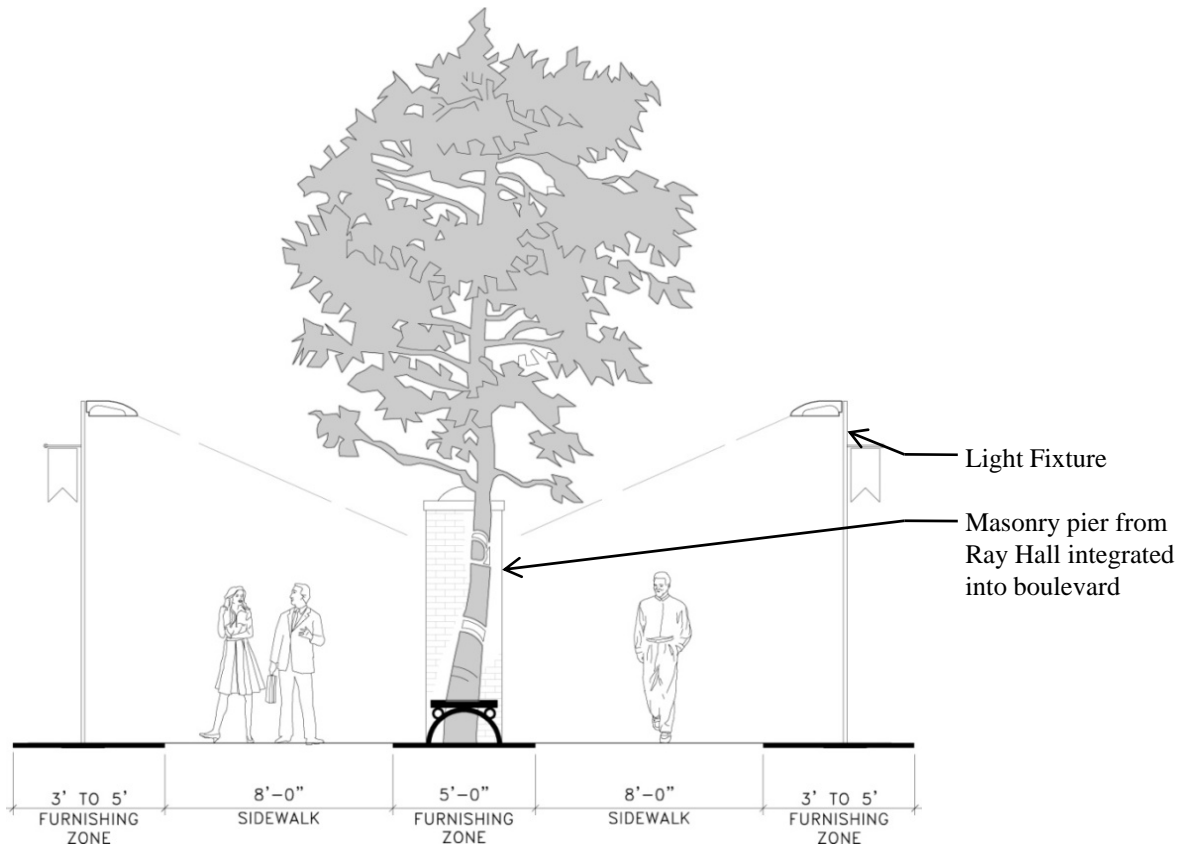 Light Fixture
Masonry pier from
Ray Hall integrated
into boulevard
3' TO 5'
FURNISHING
ZONE
8'-0"
SIDEWALK
5'-0"
FURNISHING
ZONE
8'-0"
SIDEWALK
3' TO 5'
FURNISHING
ZONE